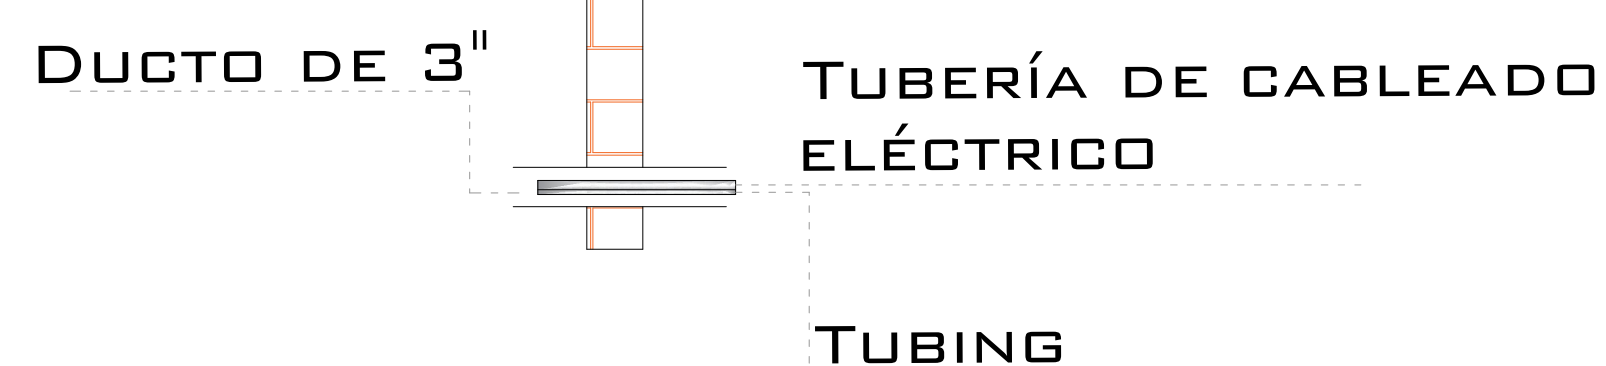 Ducto de 3"
Tubería de cableado
eléctrico
Tubing